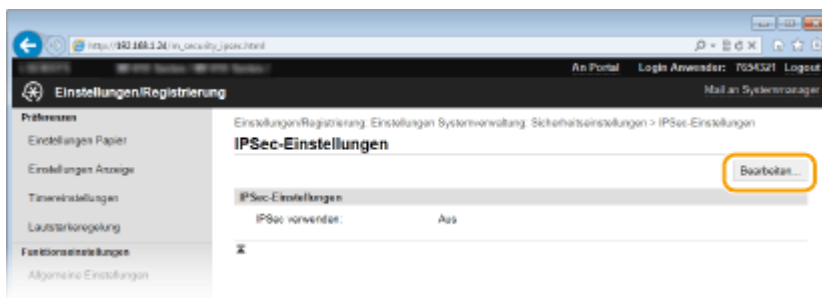 http://192.168.1.24/m_security_ipsec.html
An Portal Login Anwender: 7654321 Logout
Einstellungen/Registrierung
Mail an Systemmanager
Präferenzen
Einstellungen/Registrierung: Einstellungen Systemverwaltung: Sicherheitseinstellungen > IPSec-Einstellungen
Einstellungen Papier
IPSec-Einstellungen
Einstellungen Anzeige
Bearbeiten...
Timereinstellungen
IPSec-Einstellungen
IPSec verwenden: Aus
Lautstärkeregelung
Funktionseinstellungen
Allgemeine Einstellungen